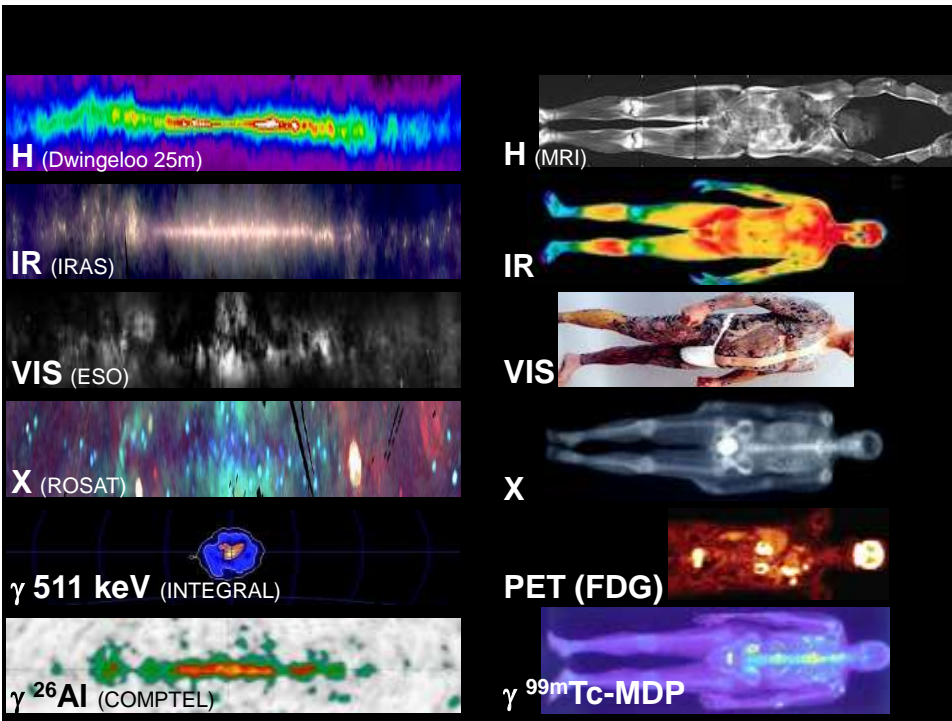 H (Dwingeloo 25m)
IR (IRAS)
VIS (ESO)
X (ROSAT)
γ 511 keV (INTEGRAL)
γ ²⁶Al (COMPTEL)
H (MRI)
IR
VIS
X
PET (FDG)
γ ⁹⁹ᵐTc-MDP